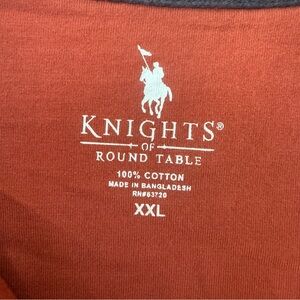 KNIGHTS®
OF
ROUND TABLE
100% COTTON
MADE IN BANGLADESH
RN#63720
XXL